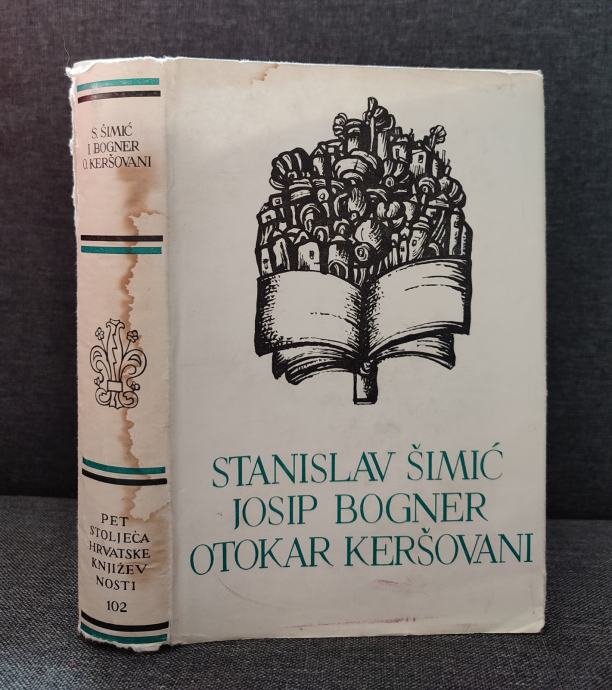 S. ŠIMIĆ
I BOGNER
O. KERŠOVANI
PET
STOLJEĆA
HRVATSKE
KNJIŽEV
NOSTI
102
STANISLAV ŠIMIĆ
JOSIP BOGNER
OTOKAR KERŠOVANI